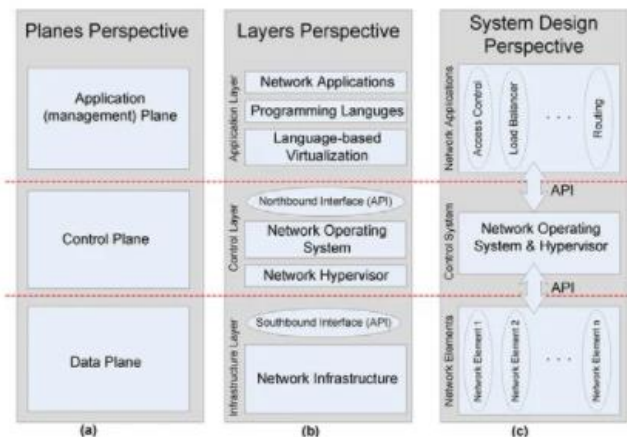 Planes Perspective
Application
(management) Plane
Control Plane
Data Plane
(a)
Layers Perspective
Application Layer
Network Applications
Programming Languges
Language-based
Virtualization
Control Layer
Northbound Interface (API)
Network Operating
System
Network Hypervisor
Infrastructure Layer
Southbound Interface (API)
Network Infrastructure
(b)
System Design
Perspective
Network Applications
Access Control
Load Balancer
. . .
Routing
API
Control System
Network Operating
System & Hypervisor
API
Network Elements
Network Element 1
Network Element 2
. . .
Network Element n
(c)